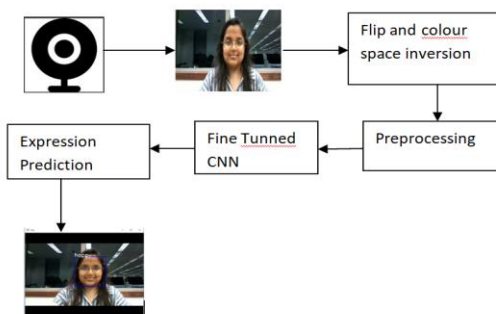 Flip and colour
space inversion
Preprocessing
Fine Tunned
CNN
Expression
Prediction